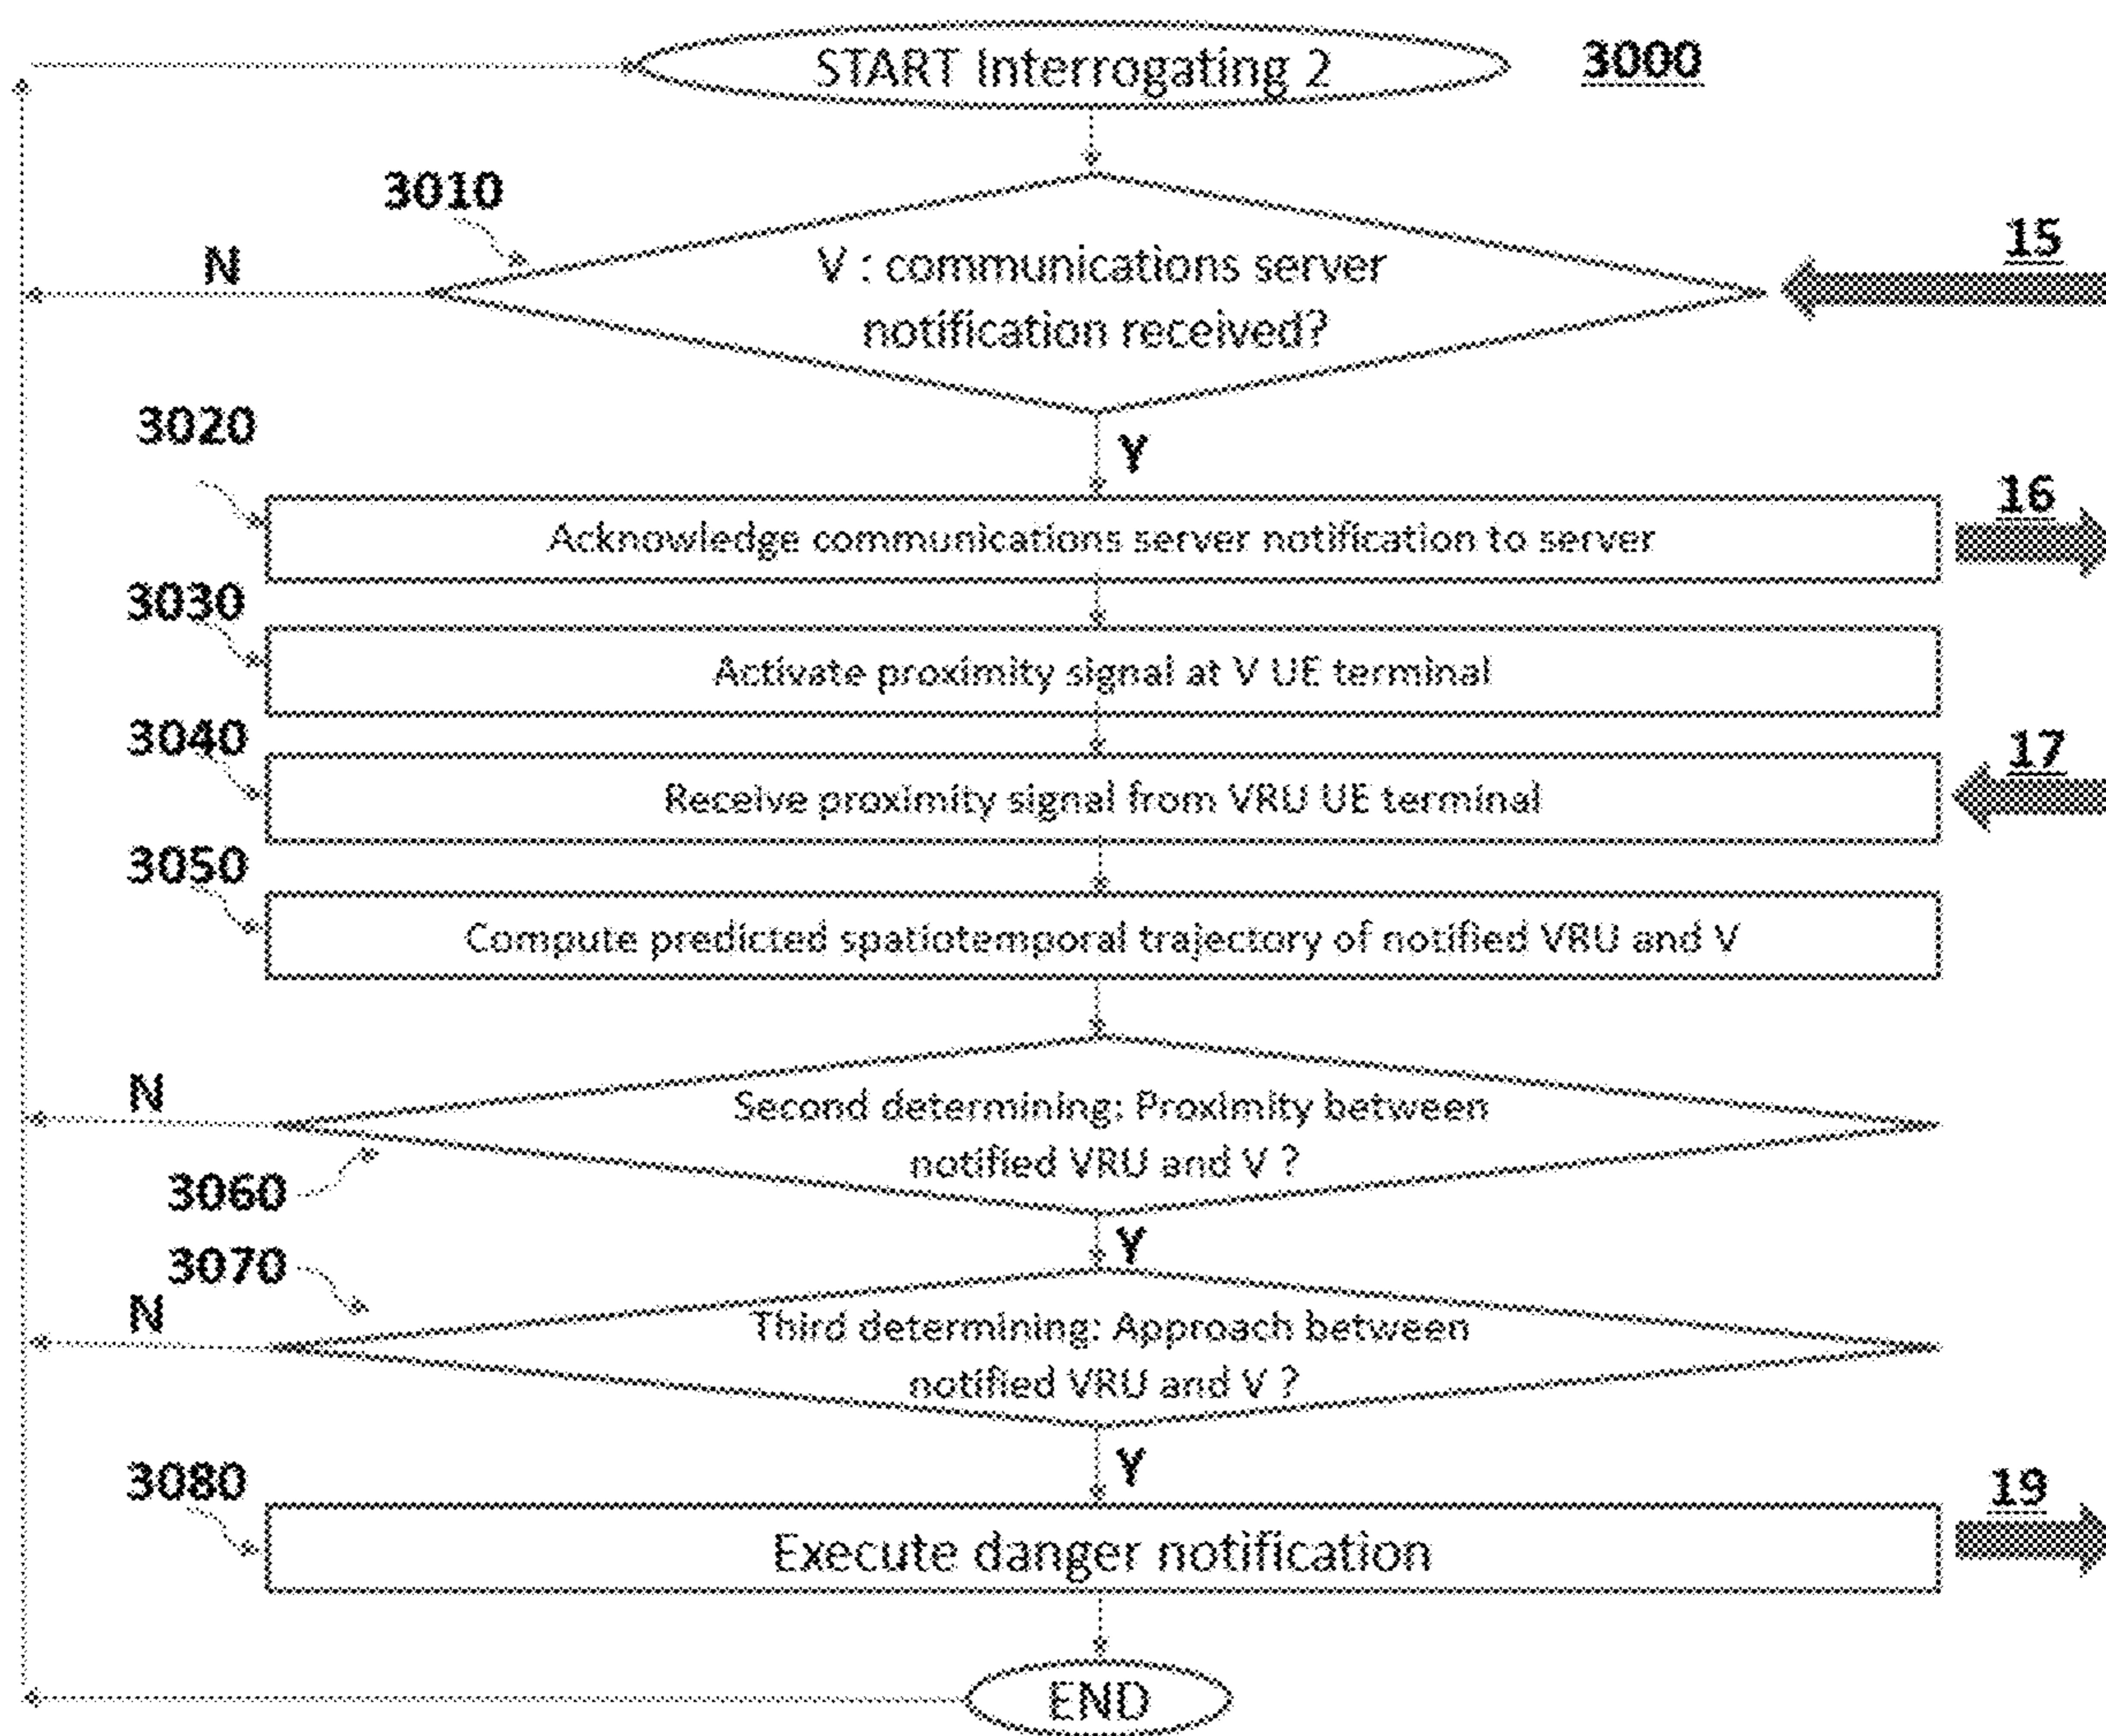 START Interrogating 2
3000
3010
15
N
V : communications server
notification received?
3020
Y
16
Acknowledge communications server notification to server
3030
Activate proximity signal at V UE terminal
3040
17
Receive proximity signal from VRU UE terminal
3050
Compute predicted spatiotemporal trajectory of notified VRU and V
N
Second determining: Proximity between
notified VRU and V ?
3060
Y
3070
N
Third determining: Approach between
notified VRU and V ?
Y
3080
19
Execute danger notification
END